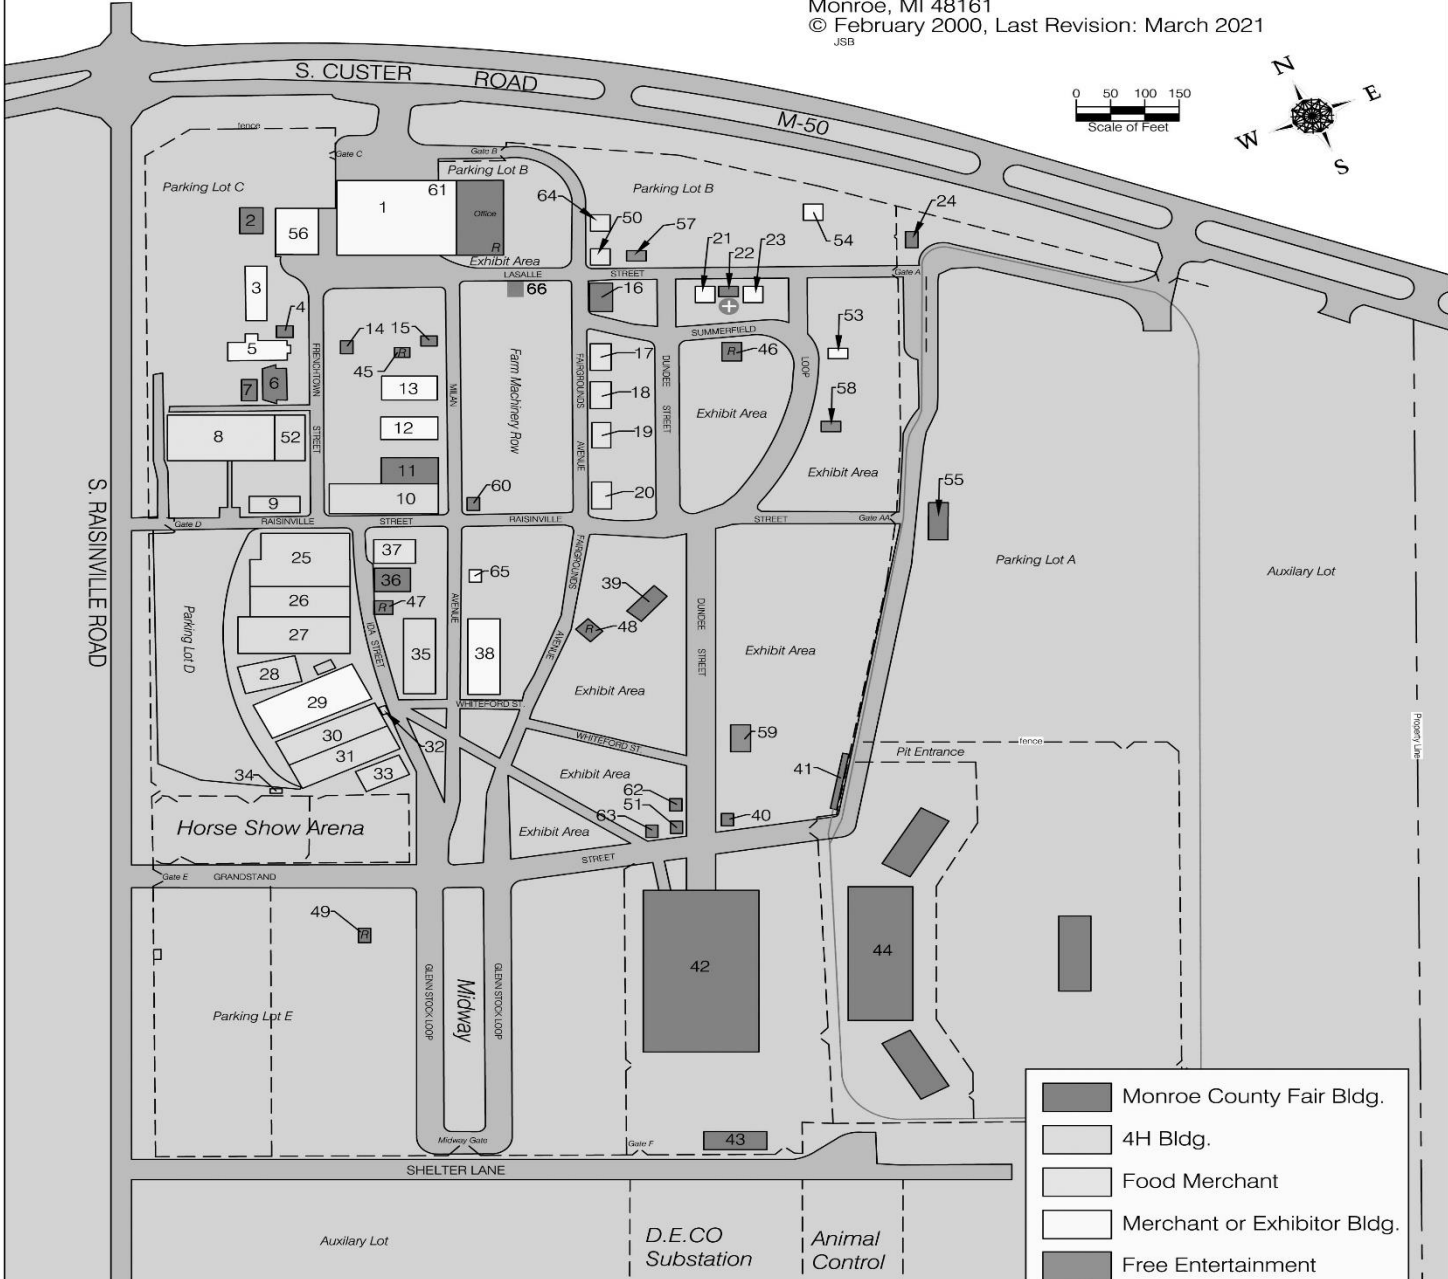 Monroe, MI 48161
© February 2000, Last Revision: March 2021
JSB
S. CUSTER ROAD
M-50
0 50 100 150
Scale of Feet
N
E
W
S
fence
Gate C
Gate B
Parking Lot B
Parking Lot C
61
Parking Lot B
64
24
2
56
1
Office
R
50
57
54
21
22
23
Exhibit Area
LASALLE
STREET
Gate A
3
66
16
4
SUMMERFIELD
53
14
15
5
R
45
FRENCHTOWN
STREET
Farm Machinery Row
FAIRGROUNDS
AVENUE
17
DUNDEE
STREET
R
46
LOOP
7
6
13
MILAN
18
58
Exhibit Area
8
52
12
19
Exhibit Area
11
55
10
60
20
9
Gate D
RAISINVILLE
STREET
RAISINVILLE
STREET
Gate AA
S. RAISINVILLE ROAD
25
37
FAIRGROUNDS
AVENUE
Parking Lot A
Auxilary Lot
36
65
39
26
R
47
AVENUE
DUNDEE
STREET
Parking Lot D
27
IDA STREET
R
48
35
38
Exhibit Area
28
Exhibit Area
29
WHITEFORD ST.
30
32
WHITEFORD ST.
59
fence
Property Line
Pit Entrance
31
34
33
Exhibit Area
41
62
51
63
40
Horse Show Arena
Exhibit Area
STREET
Gate E
GRANDSTAND
49
R
42
44
GLENN STOCK LOOP
Midway
GLENN STOCK LOOP
Parking Lot E
Midway Gate
Gate F
43
SHELTER LANE
Auxilary Lot
D.E.CO
Substation
Animal
Control
Monroe County Fair Bldg.
4H Bldg.
Food Merchant
Merchant or Exhibitor Bldg.
Free Entertainment